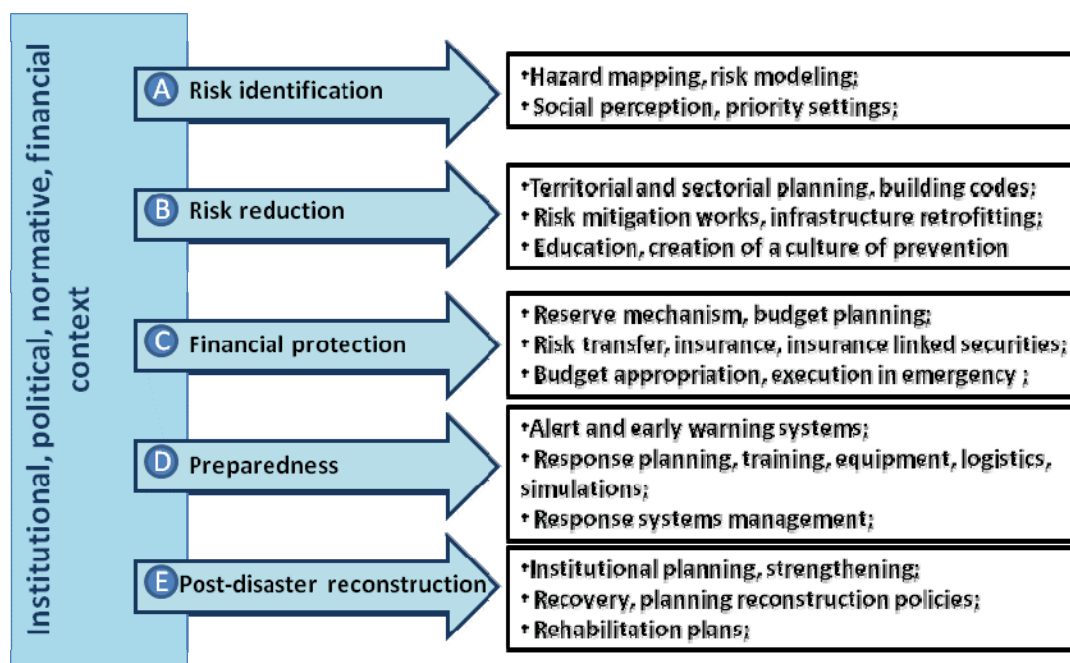 Institutional, political, normative, financial
context
A Risk identification
•Hazard mapping, risk modeling;
• Social perception, priority settings;
B Risk reduction
•Territorial and sectorial planning, building codes;
• Risk mitigation works, infrastructure retrofitting;
• Education, creation of a culture of prevention
C Financial protection
• Reserve mechanism, budget planning;
• Risk transfer, insurance, insurance linked securities;
• Budget appropriation, execution in emergency ;
D Preparedness
•Alert and early warning systems;
• Response planning, training, equipment, logistics,
simulations;
• Response systems management;
E Post-disaster reconstruction
•Institutional planning, strengthening;
• Recovery, planning reconstruction policies;
• Rehabilitation plans;